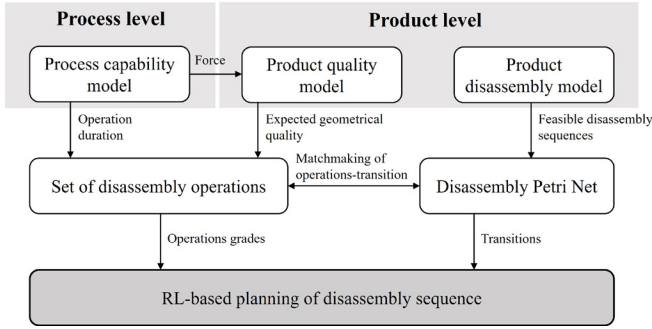 Process level
Product level
Process capability
model
Force
Product quality
model
Product
disassembly model
Operation
duration
Expected geometrical
quality
Feasible disassembly
sequences
Matchmaking of
operations-transition
Set of disassembly operations
Disassembly Petri Net
Operations grades
Transitions
RL-based planning of disassembly sequence